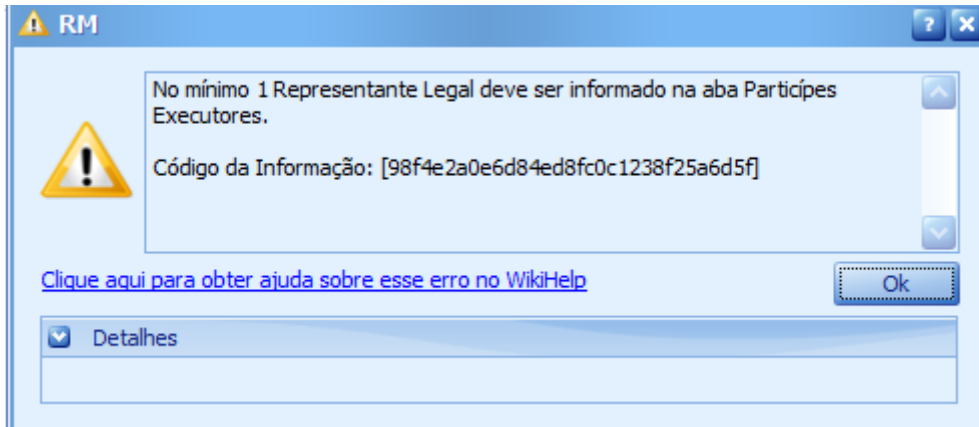 RM
No mínimo 1 Representante Legal deve ser informado na aba Particípes
Executores.
Código da Informação: [98f4e2a0e6d84ed8fc0c1238f25a6d5f]
Clique aqui para obter ajuda sobre esse erro no WikiHelp
Ok
Detalhes